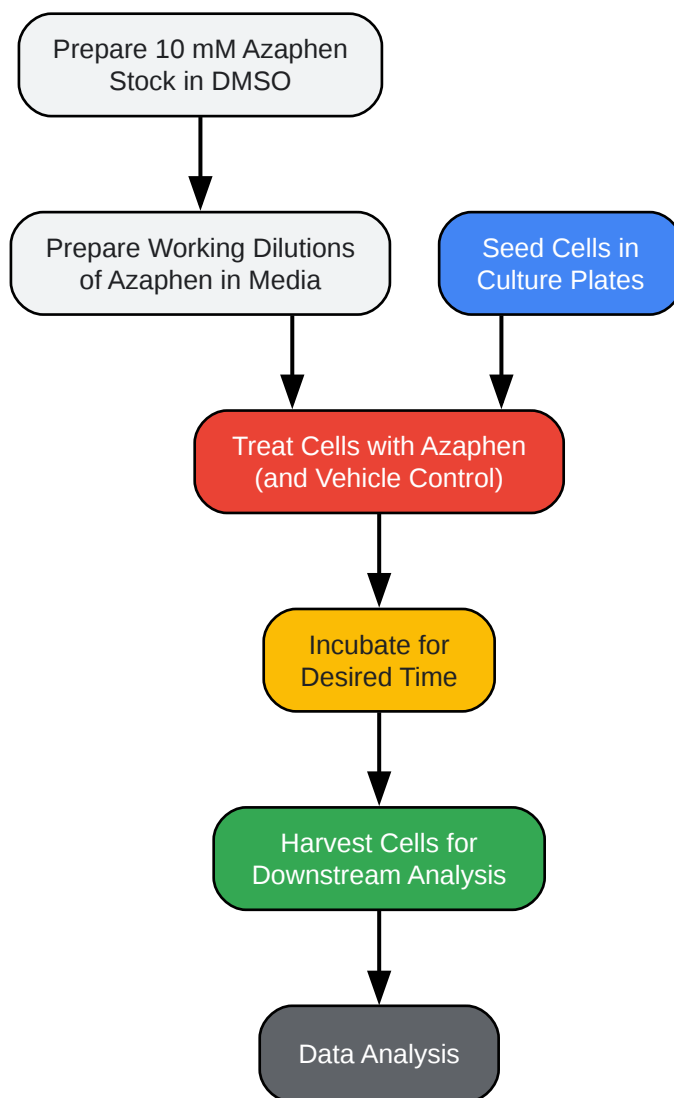 Prepare 10 mM Azaphen
Stock in DMSO
Prepare Working Dilutions
of Azaphen in Media
Seed Cells in
Culture Plates
Treat Cells with Azaphen
(and Vehicle Control)
Incubate for
Desired Time
Harvest Cells for
Downstream Analysis
Data Analysis